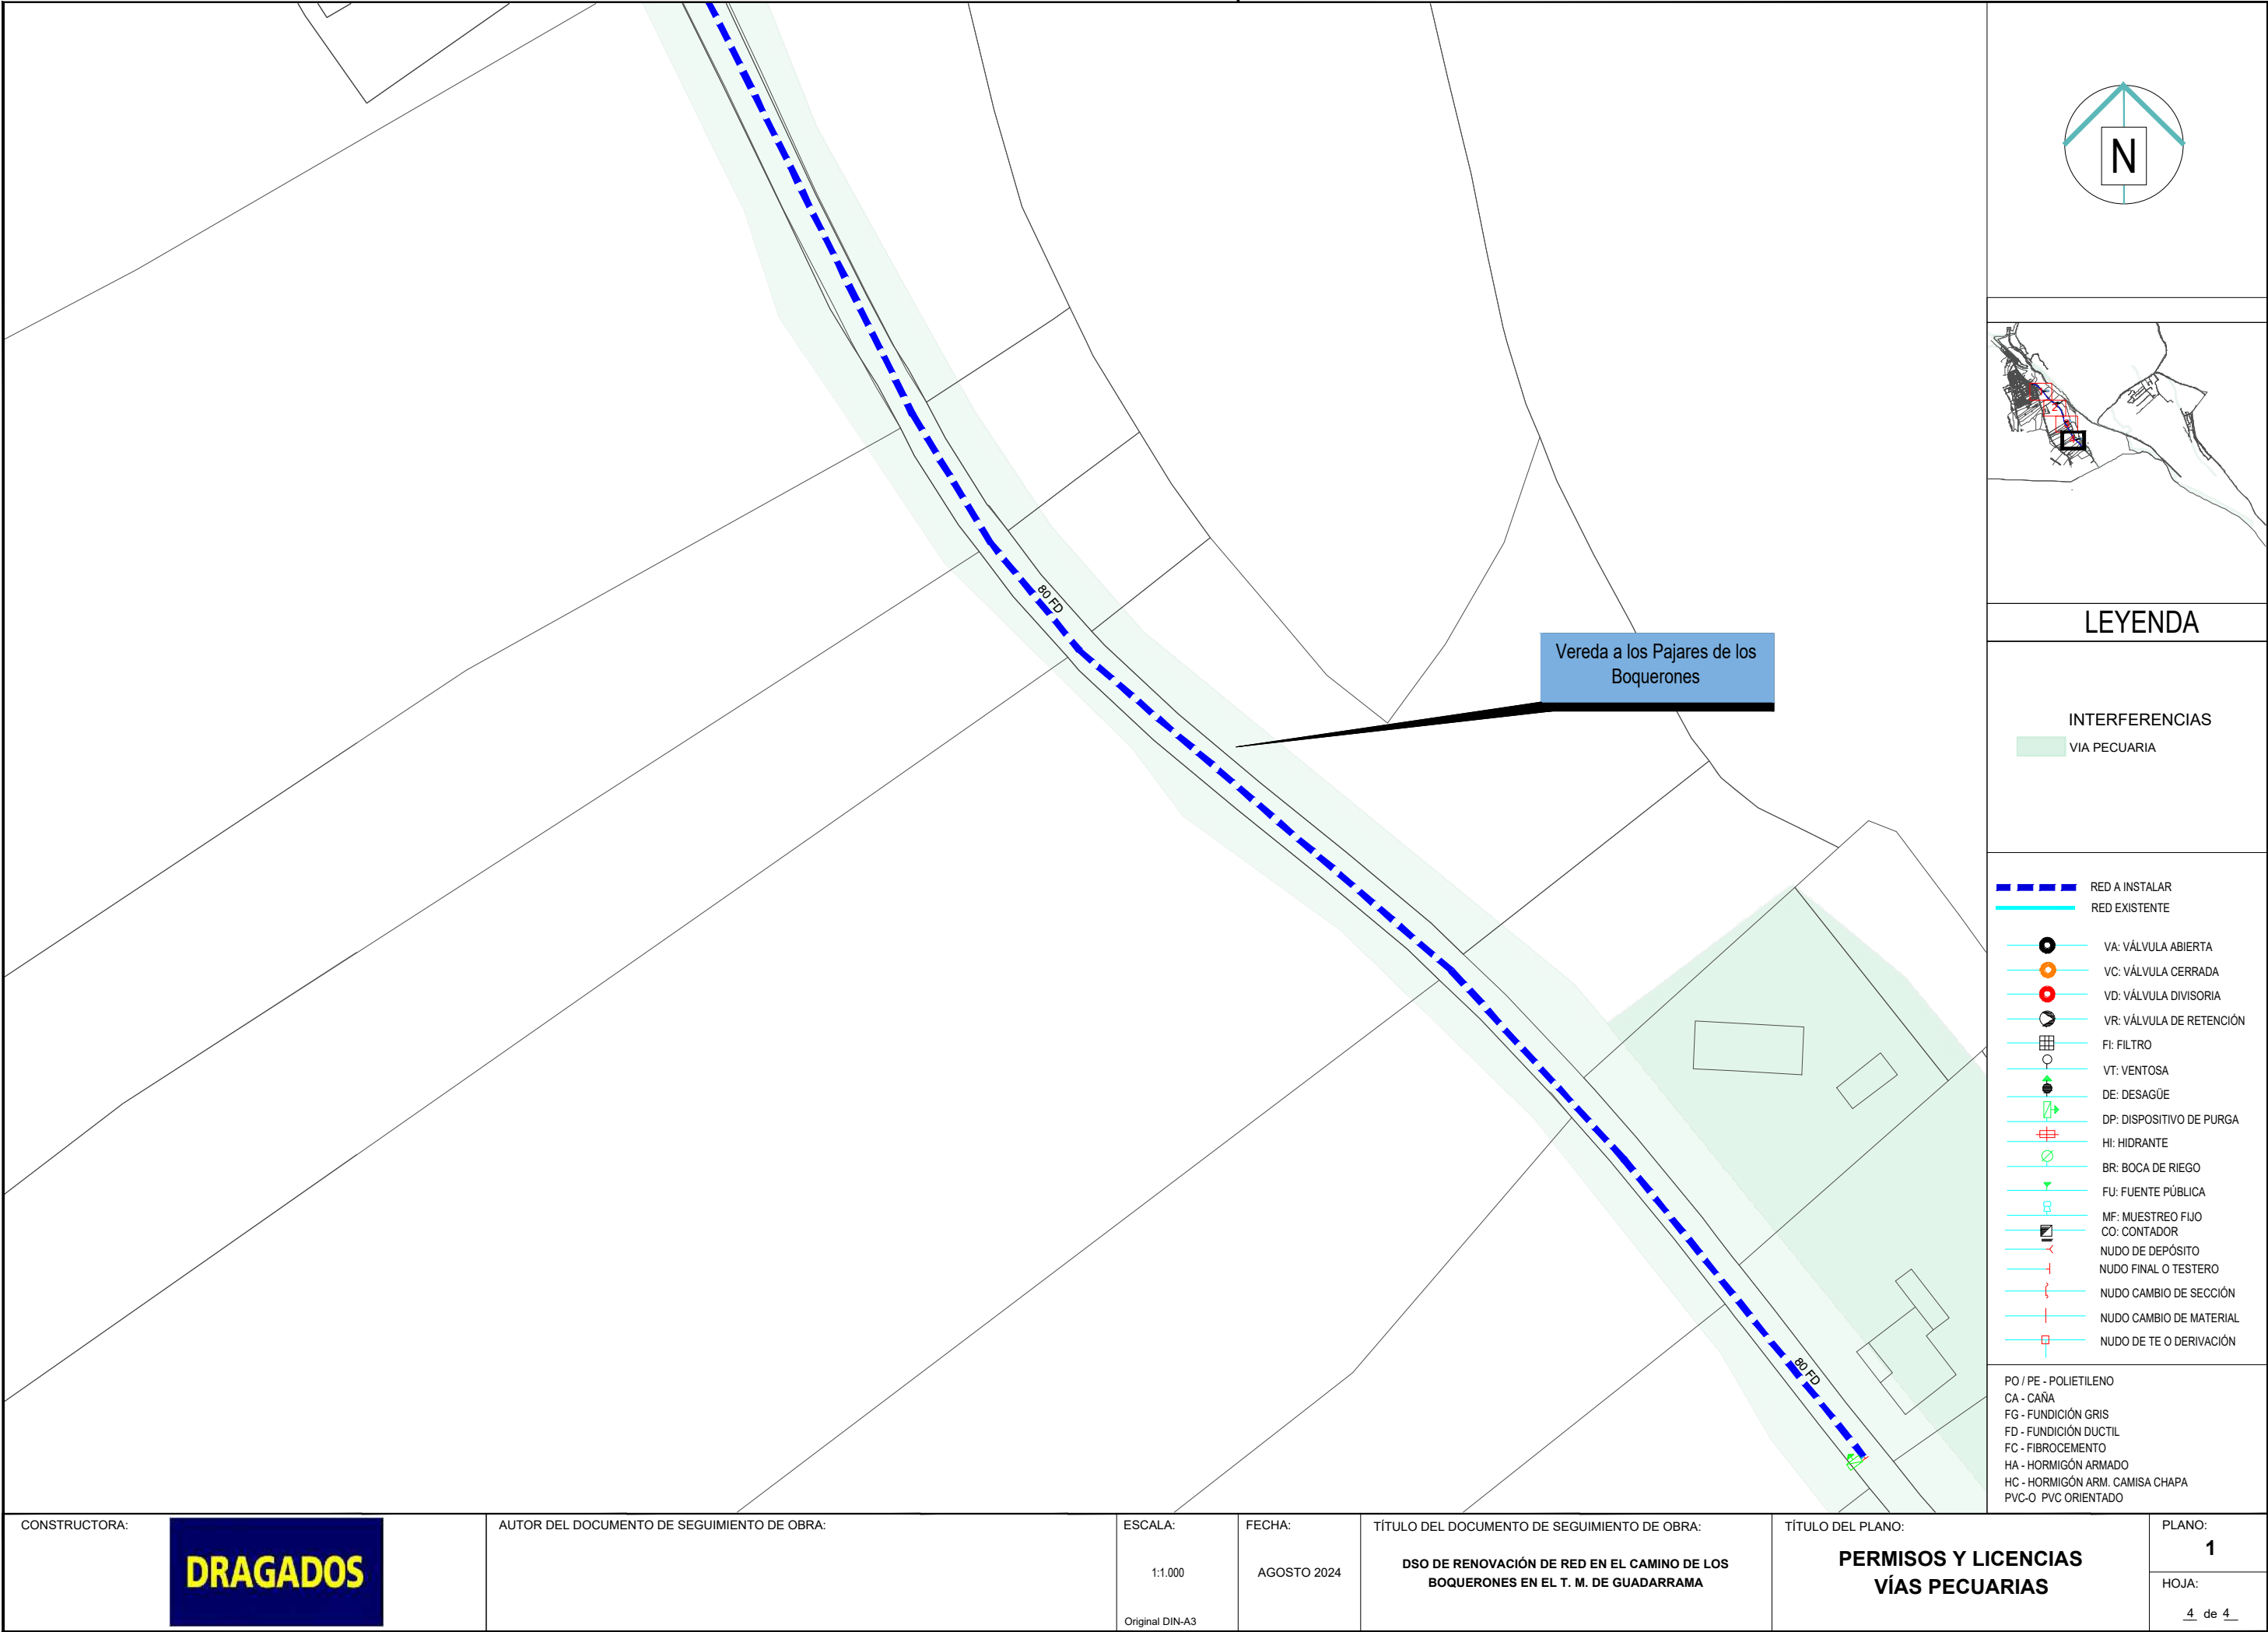 N
2
LEYENDA
INTERFERENCIAS
VIA PECUARIA
RED A INSTALAR
RED EXISTENTE
VA: VÁLVULA ABIERTA
VC: VÁLVULA CERRADA
VD: VÁLVULA DIVISORIA
VR: VÁLVULA DE RETENCIÓN
FI: FILTRO
VT: VENTOSA
DE: DESAGÜE
DP: DISPOSITIVO DE PURGA
HI: HIDRANTE
BR: BOCA DE RIEGO
FU: FUENTE PÚBLICA
MF: MUESTREO FIJO
CO: CONTADOR
NUDO DE DEPÓSITO
NUDO FINAL O TESTERO
NUDO CAMBIO DE SECCIÓN
NUDO CAMBIO DE MATERIAL
NUDO DE TE O DERIVACIÓN
PO / PE - POLIETILENO
CA - CAÑA
FG - FUNDICIÓN GRIS
FD - FUNDICIÓN DUCTIL
FC - FIBROCEMENTO
HA - HORMIGÓN ARMADO
HC - HORMIGÓN ARM. CAMISA CHAPA
PVC-O PVC ORIENTADO
80 FD
Vereda a los Pajares de los
Boquerones
80 FD
CONSTRUCTORA:
DRAGADOS
AUTOR DEL DOCUMENTO DE SEGUIMIENTO DE OBRA:
ESCALA:
1:1.000
Original DIN-A3
FECHA:
AGOSTO 2024
TÍTULO DEL DOCUMENTO DE SEGUIMIENTO DE OBRA:
DSO DE RENOVACIÓN DE RED EN EL CAMINO DE LOS
BOQUERONES EN EL T. M. DE GUADARRAMA
TÍTULO DEL PLANO:
PERMISOS Y LICENCIAS
VÍAS PECUARIAS
PLANO:
1
HOJA:
4 de 4